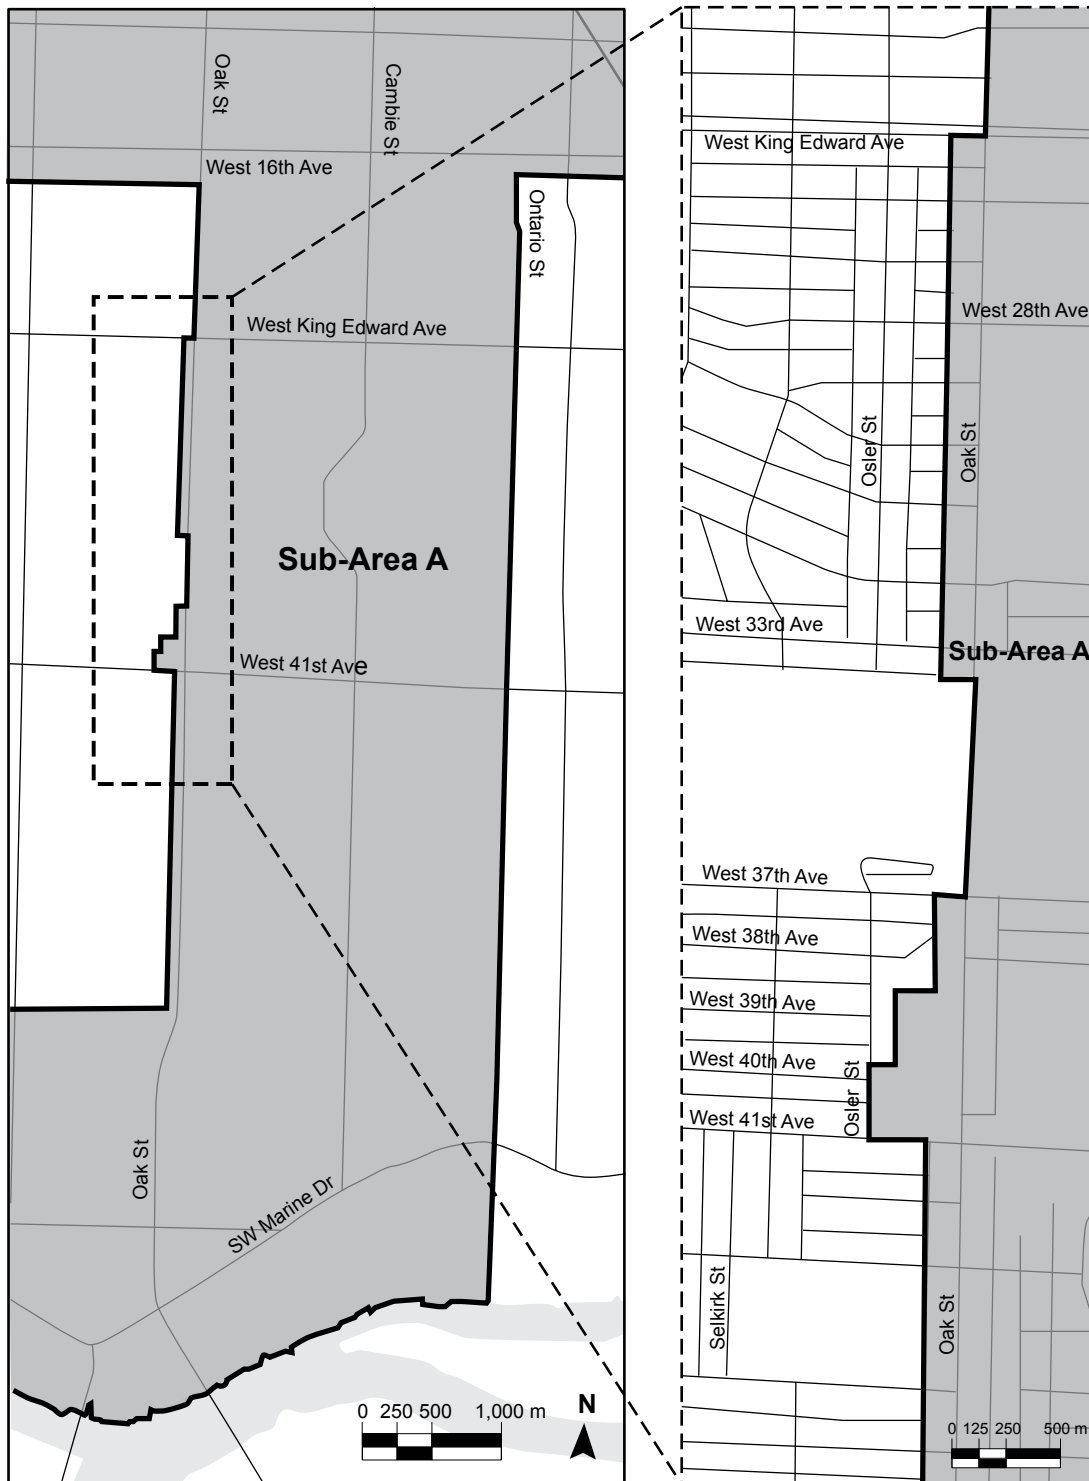 Oak St
Cambie St
West 16th Ave
Ontario St
West King Edward Ave
Sub-Area A
West 41st Ave
Oak St
SW Marine Dr
0 250 500 1,000 m
N
West King Edward Ave
West 28th Ave
Osler St
Oak St
West 33rd Ave
Sub-Area A
West 37th Ave
West 38th Ave
West 39th Ave
West 40th Ave
Osler St
West 41st Ave
Selkirk St
Oak St
0 125 250 500 m